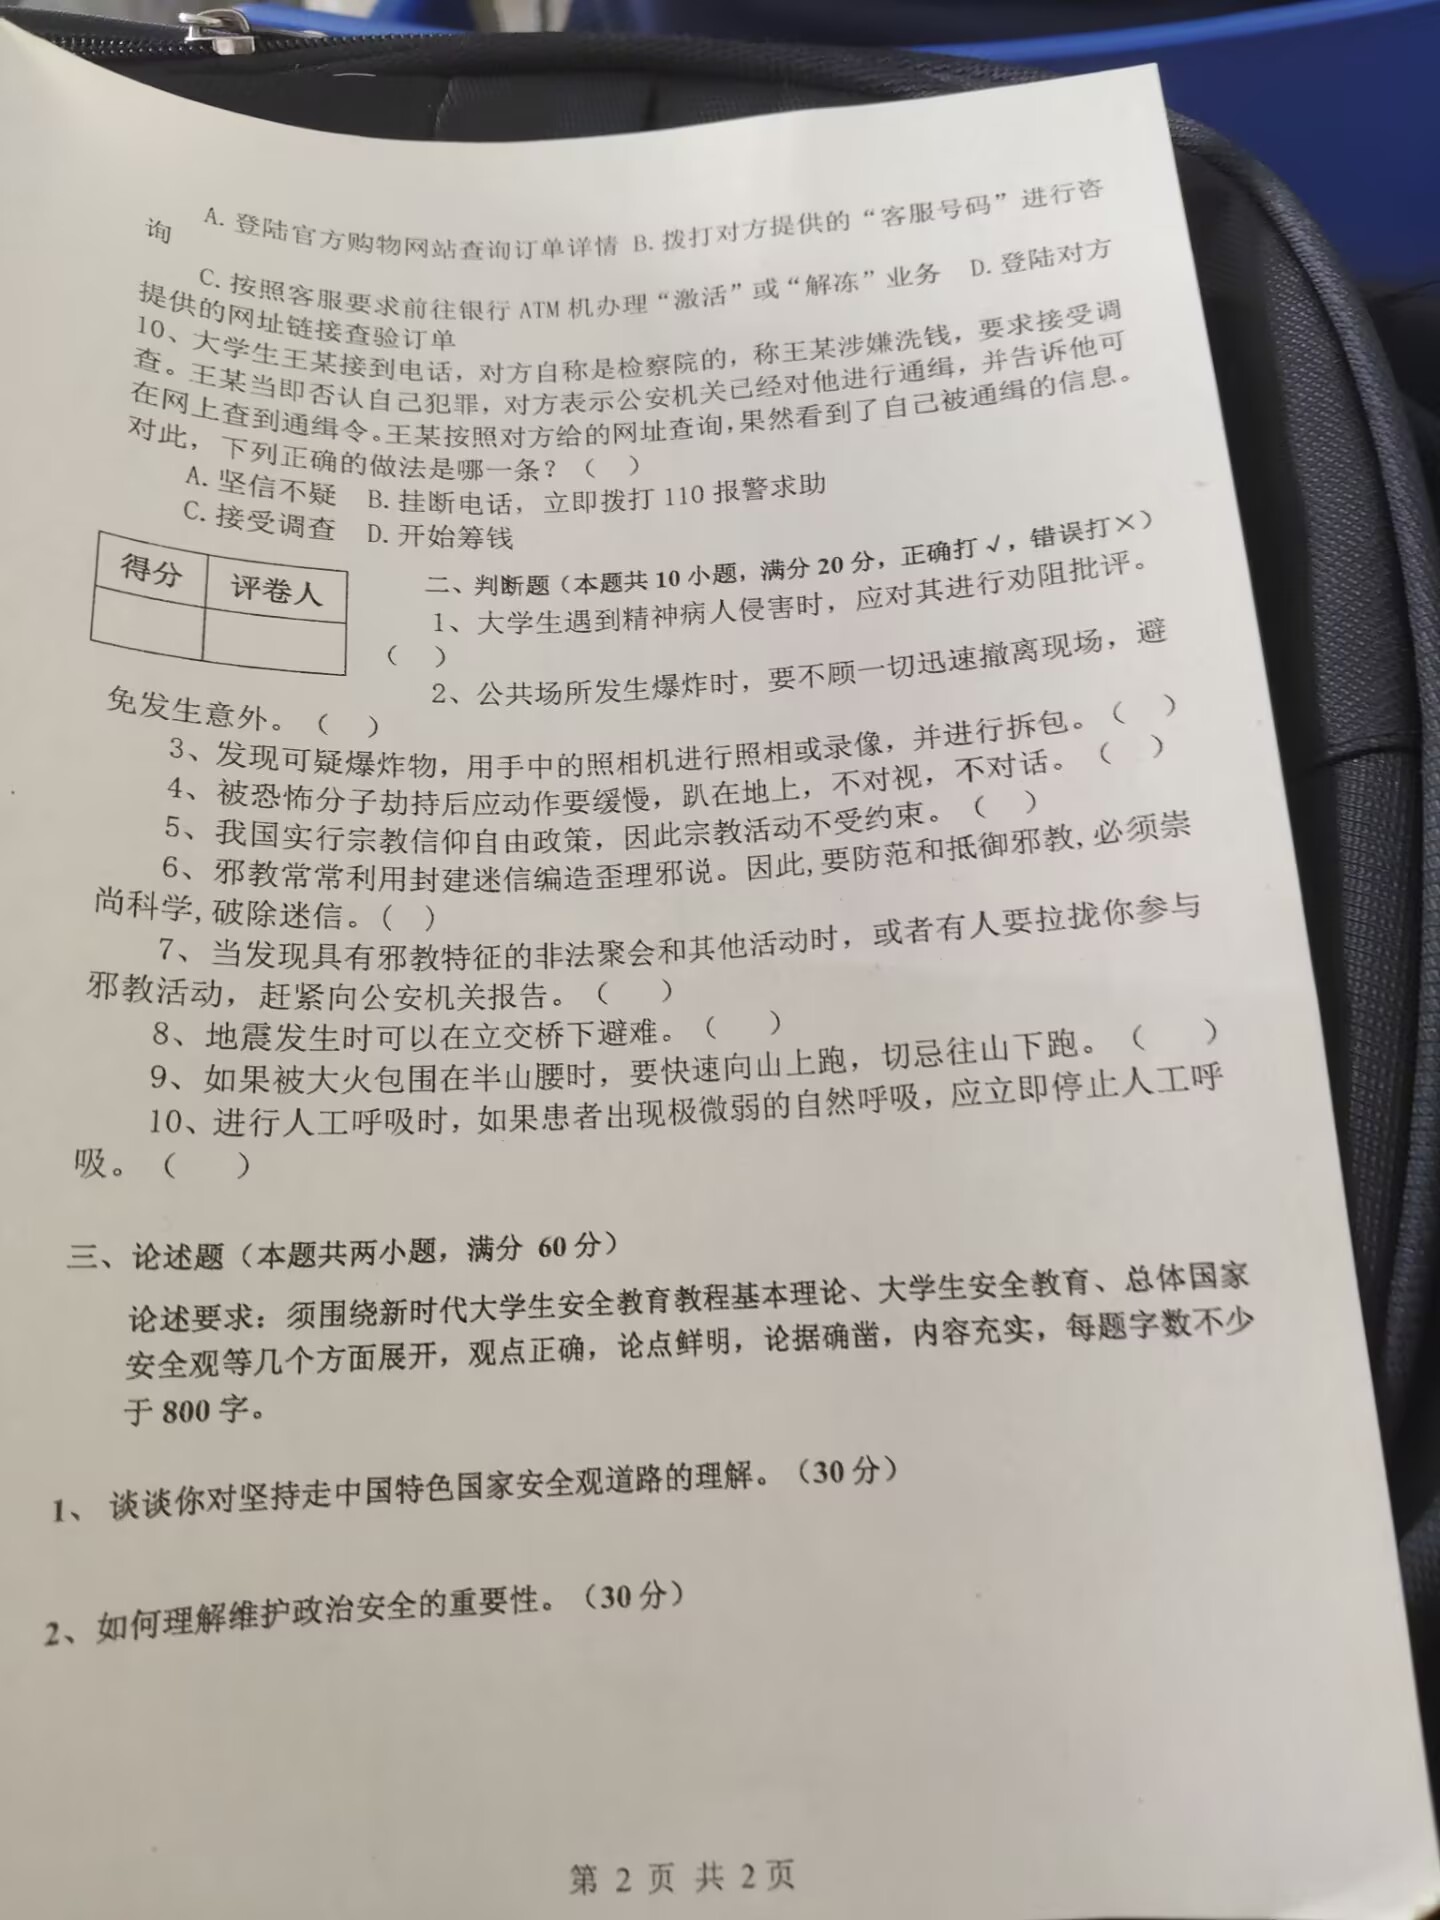 A. 登陆官方购物网站查询订单详情 B. 拨打对方提供的“客服号码”进行咨
询
C. 按照客服要求前往银行 ATM 机办理“激活”或“解冻”业务 D. 登陆对方
提供的网址链接查验订单
10、大学生王某接到电话，对方自称是检察院的，称王某涉嫌洗钱，要求接受调
查。王某当即否认自己犯罪，对方表示公安机关已经对他进行通缉，并告诉他可
在网上查到通缉令。王某按照对方给的网址查询，果然看到了自己被通缉的信息。
对此，下列正确的做法是哪一条？（ ）
A. 坚信不疑 B. 挂断电话，立即拨打 110 报警求助
C. 接受调查 D. 开始筹钱
得分 评卷人
二、判断题（本题共 10 小题，满分 20 分，正确打 √，错误打×）
1、大学生遇到精神病人侵害时，应对其进行劝阻批评。
（ ）
2、公共场所发生爆炸时，要不顾一切迅速撤离现场，避
免发生意外。（ ）
3、发现可疑爆炸物，用手中的照相机进行照相或录像，并进行拆包。（ ）
4、被恐怖分子劫持后应动作要缓慢，趴在地上，不对视，不对话。（ ）
5、我国实行宗教信仰自由政策，因此宗教活动不受约束。（ ）
6、邪教常常利用封建迷信编造歪理邪说。因此,要防范和抵御邪教,必须崇
尚科学,破除迷信。( )
7、当发现具有邪教特征的非法聚会和其他活动时，或者有人要拉拢你参与
邪教活动，赶紧向公安机关报告。（ ）
8、地震发生时可以在立交桥下避难。（ ）
9、如果被大火包围在半山腰时，要快速向山上跑，切忌往山下跑。（ ）
10、进行人工呼吸时，如果患者出现极微弱的自然呼吸，应立即停止人工呼
吸。（ ）
三、论述题（本题共两小题，满分 60 分）
论述要求：须围绕新时代大学生安全教育教程基本理论、大学生安全教育、总体国家
安全观等几个方面展开，观点正确，论点鲜明，论据确凿，内容充实，每题字数不少
于 800 字。
1、 谈谈你对坚持走中国特色国家安全观道路的理解。（30 分）
2、如何理解维护政治安全的重要性。（30 分）
第 2 页 共 2 页